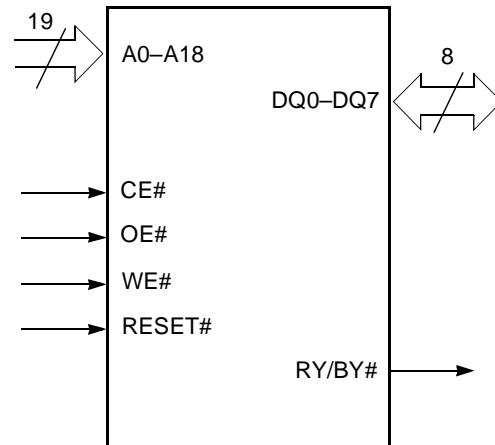 19
A0–A18
8
DQ0–DQ7
CE#
OE#
WE#
RESET#
RY/BY#